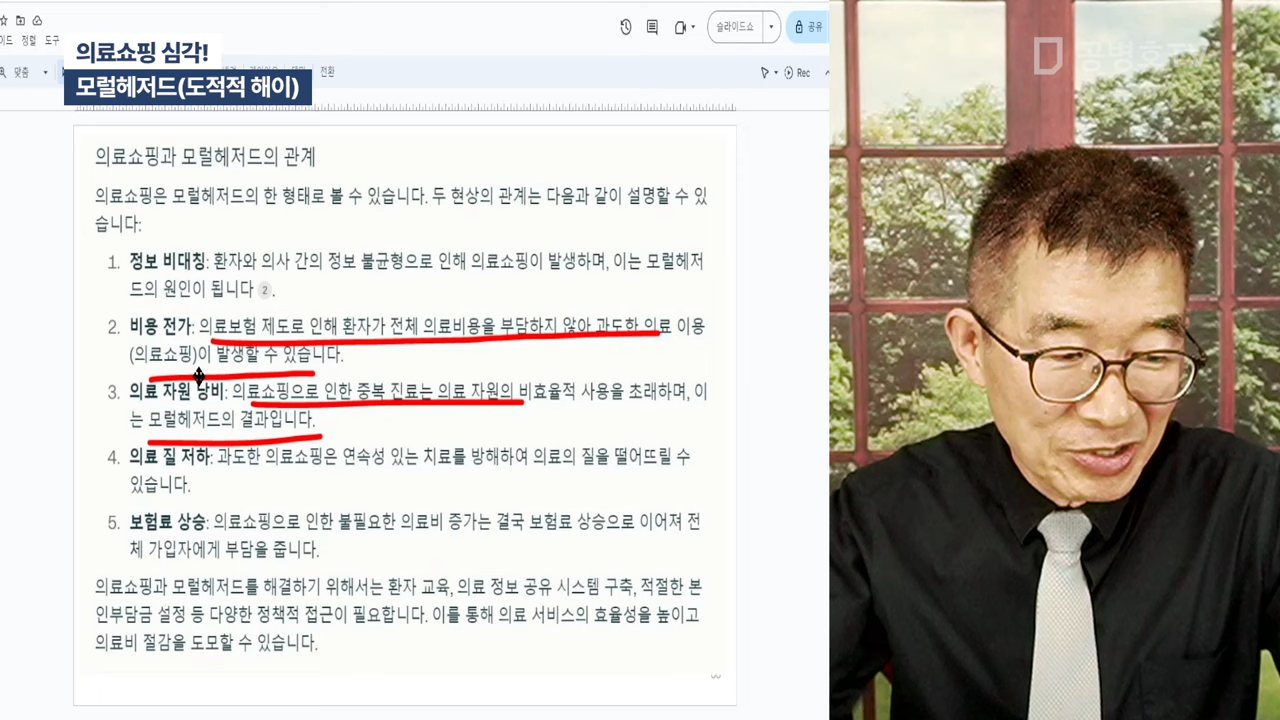 이드 정렬 도구
슬라이드쇼
공유
맞춤
전환
Rec
의료쇼핑 심각!
모럴헤저드(도적적 해이)
공병호TV
의료쇼핑과 모럴헤저드의 관계
의료쇼핑은 모럴헤저드의 한 형태로 볼 수 있습니다. 두 현상의 관계는 다음과 같이 설명할 수 있
습니다:
1. 정보 비대칭: 환자와 의사 간의 정보 불균형으로 인해 의료쇼핑이 발생하며, 이는 모럴헤저
드의 원인이 됩니다 2 .
2. 비용 전가: 의료보험 제도로 인해 환자가 전체 의료비용을 부담하지 않아 과도한 의료 이용
(의료쇼핑)이 발생할 수 있습니다.
3. 의료 자원 낭비: 의료쇼핑으로 인한 중복 진료는 의료 자원의 비효율적 사용을 초래하며, 이
는 모럴헤저드의 결과입니다.
4. 의료 질 저하: 과도한 의료쇼핑은 연속성 있는 치료를 방해하여 의료의 질을 떨어뜨릴 수
있습니다.
5. 보험료 상승: 의료쇼핑으로 인한 불필요한 의료비 증가는 결국 보험료 상승으로 이어져 전
체 가입자에게 부담을 줍니다.
의료쇼핑과 모럴헤저드를 해결하기 위해서는 환자 교육, 의료 정보 공유 시스템 구축, 적절한 본
인부담금 설정 등 다양한 정책적 접근이 필요합니다. 이를 통해 의료 서비스의 효율성을 높이고
의료비 절감을 도모할 수 있습니다.